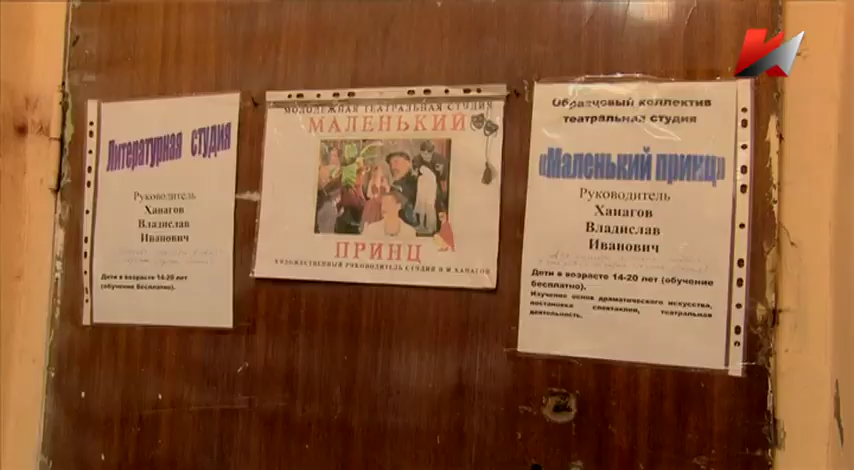 Литературная студия
Руководитель
Ханагов
Владислав
Иванович
Дети в возрасте 14-20 лет
(обучение бесплатно).
МОЛОДЕЖНАЯ ТЕАТРАЛЬНАЯ СТУДИЯ
МАЛЕНЬКИЙ
ПРИНЦ
ХУДОЖЕСТВЕННЫЙ РУКОВОДИТЕЛЬ СТУДИИ В.И.ХАНАГОВ
Образцовый коллектив
театральная студия
«Маленький принц»
Руководитель
Ханагов
Владислав
Иванович
Дети в возрасте 14-20 лет (обучение
бесплатно).
Изучение основ драматического искусства,
постановка спектаклей, театральная
деятельность.